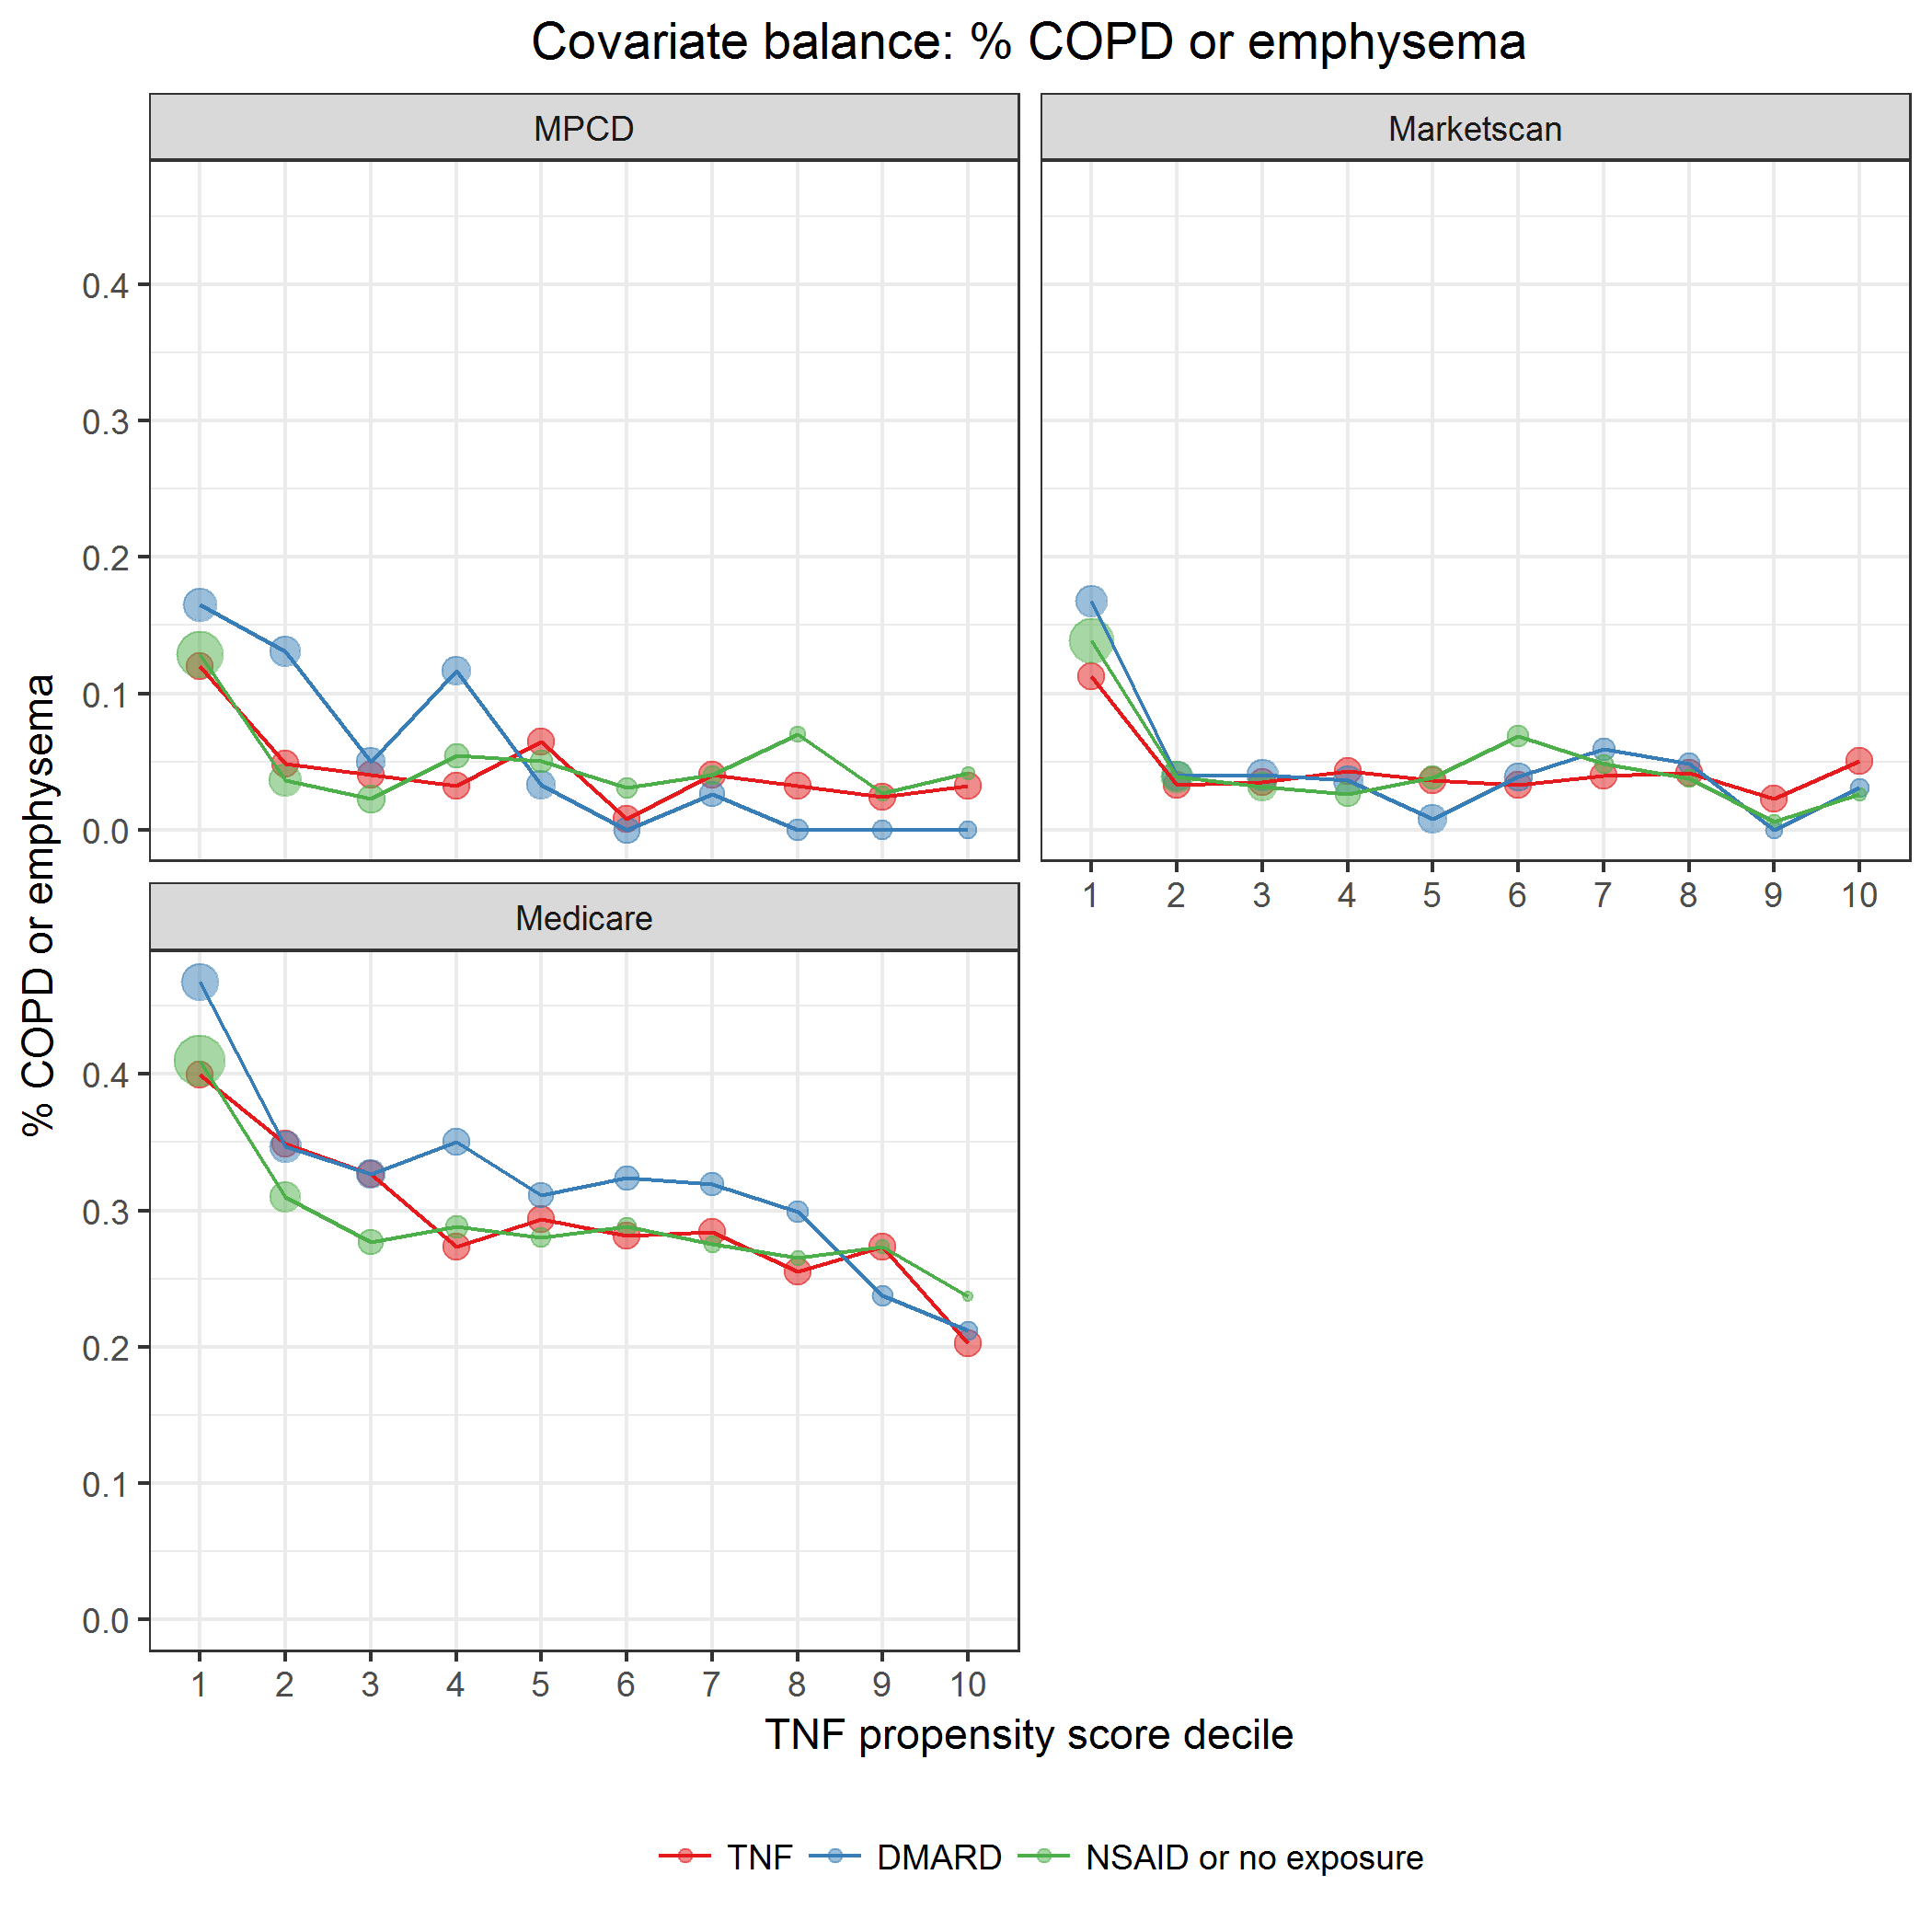 Covariate balance: % COPD or emphysema
MPCD
Marketscan
0.4
0.3
0.2
0.1
0.0
1 2 3 4 5 6 7 8 9 10
Medicare
% COPD or emphysema
0.4
0.3
0.2
0.1
0.0
1 2 3 4 5 6 7 8 9 10
TNF propensity score decile
TNF DMARD NSAID or no exposure